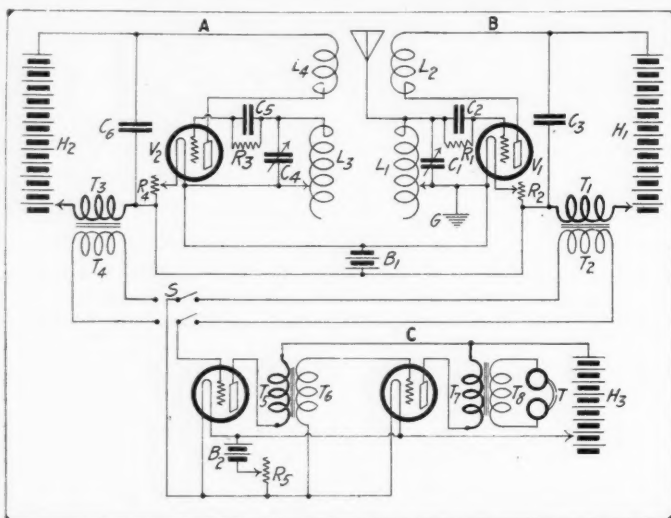 A B
L4 L2
C6 C5 C2 C3
H2 V2 R3 C4 L3 L1 C1 R1 V1 H1
T3 R4 G R2 T1
T4 B1 T2
S C
T5 T6 T7 T8 T H3
B2 R5